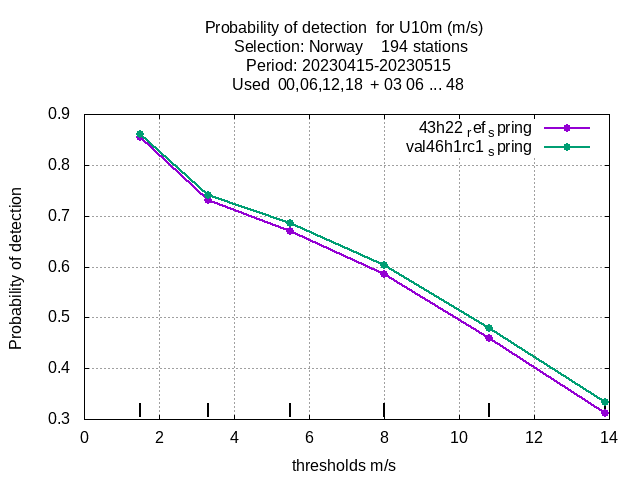 Probability of detection for U10m (m/s)
Selection: Norway 194 stations
Period: 20230415-20230515
Used 00,06,12,18 + 03 06 ... 48
43h22 ref spring
val46h1rc1 spring
Probability of detection
0.9
0.8
0.7
0.6
0.5
0.4
0.3
0 2 4 6 8 10 12 14
thresholds m/s